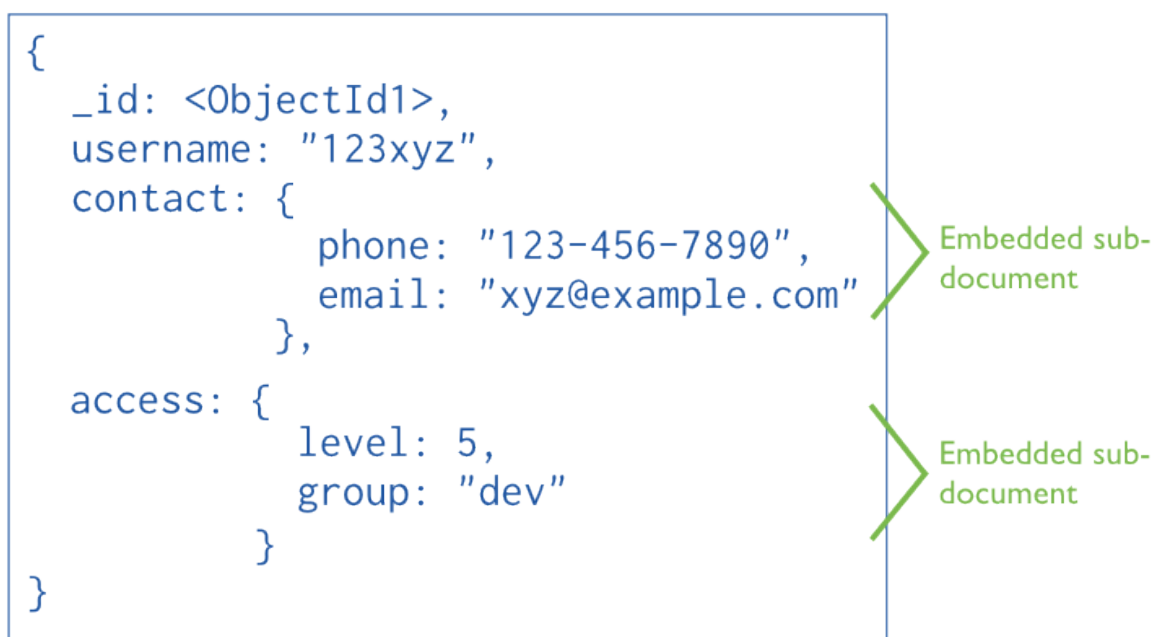 {
_id: <ObjectId1>,
username: "123xyz",
contact: {
phone: "123-456-7890",
email: "xyz@example.com"
},
access: {
level: 5,
group: "dev"
}
}
Embedded sub-
document
Embedded sub-
document